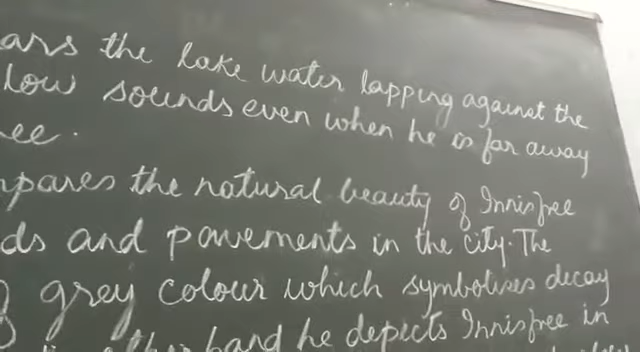 ars the lake water lapping against the
low sounds even when he is far away
ee.
pares the natural beauty of Innisfree
ds and pavements in the city. The
grey colour which symbolises decay
hand he depicts Innisfree in